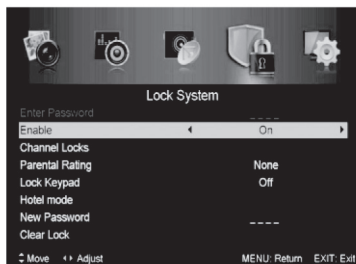 Lock System
Enter Password _ _ _ _
Enable On
Channel Locks
Parental Rating None
Lock Keypad Off
Hotel mode
New Password _ _ _ _
Clear Lock
Move Adjust MENU: Return EXIT: Exit